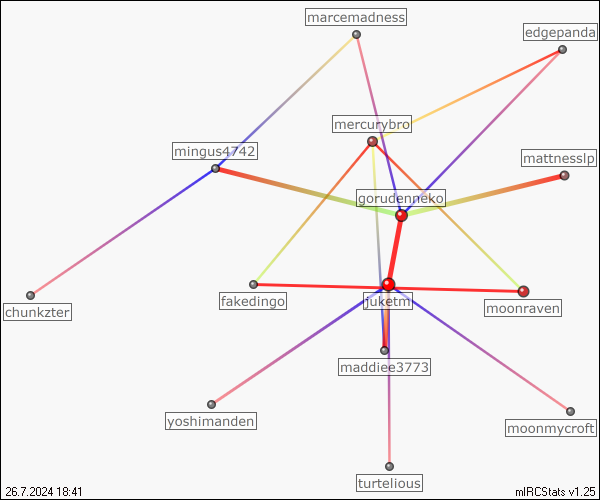 marcemadness
edgepanda
mercurybro
mingus4742
mattnesslp
gorudenneko
chunkzter
fakedingo
juketm
moonraven
maddiee3773
yoshimanden
moonmycroft
turtelious
26.7.2024 18:41
mIRCStats v1.25